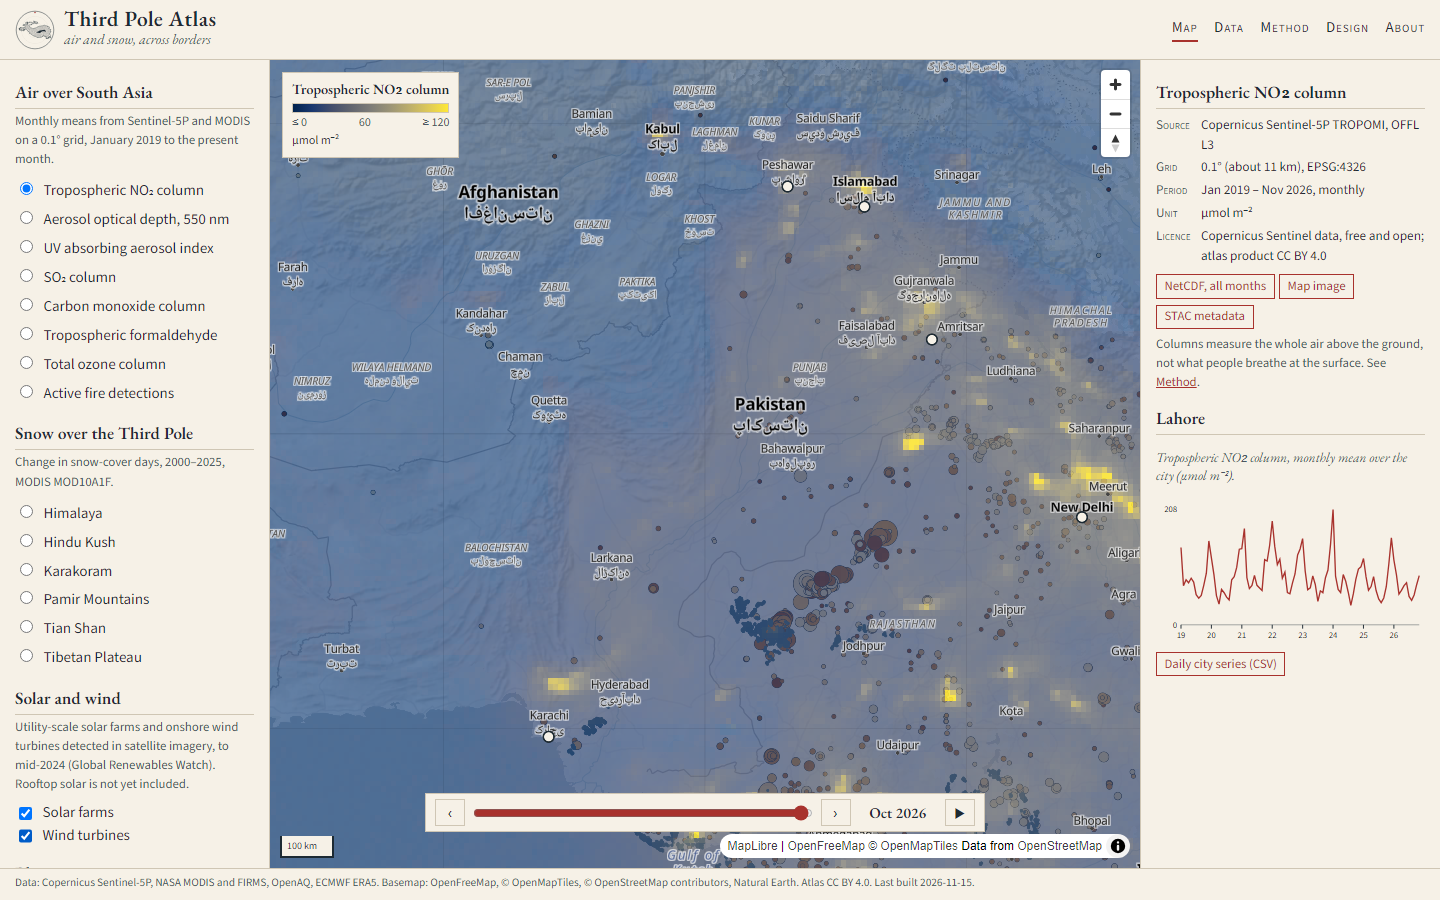 Third Pole Atlas
air and snow, across borders
Map
Data
Method
Design
About
Air over South Asia
Monthly means from Sentinel-5P and MODIS
on a 0.1° grid, January 2019 to the present
month.
Tropospheric NO₂ column
Aerosol optical depth, 550 nm
UV absorbing aerosol index
SO₂ column
Carbon monoxide column
Tropospheric formaldehyde
Total ozone column
Active fire detections
Snow over the Third Pole
Change in snow-cover days, 2000–2025,
MODIS MOD10A1F.
Himalaya
Hindu Kush
Karakoram
Pamir Mountains
Tian Shan
Tibetan Plateau
Solar and wind
Utility-scale solar farms and onshore wind
turbines detected in satellite imagery, to
mid-2024 (Global Renewables Watch).
Rooftop solar is not yet included.
Solar farms
Wind turbines
Tropospheric NO2 column
≤ 0 60 ≥ 120
µmol m⁻²
SAR-E POL
PANJSHIR
Bamian
Kabul
LAGHMAN
KUNAR
Saidu Sharif
Peshawar
Islamabad
Srinagar
Leh
GHŌR
Afghanistan
LOGAR
JAMMU AND
KASHMIR
GHAZNI
KHOST
URUZGAN
Farah
Jammu
ZABUL
PAKTIKA
Gujranwala
Kandahar
Faisalabad
Amritsar
HIMACHAL
PRADESH
Chaman
NIMRUZ
WILAYA HELMAND
PUNJAB
Ludhiana
Quetta
Pakistan
پاکستان
Bahawalpur
Saharanpur
Meerut
New Delhi
BALOCHISTAN
Larkana
Aligar
Agra
Jaipur
RAJASTHAN
Jodhpur
Turbat
Gwali
Hyderabad
Karachi
Kota
Udaipur
Bhopal
Gulf of
‹
›
Oct 2026
100 km
MapLibre | OpenFreeMap © OpenMapTiles Data from OpenStreetMap
Tropospheric NO2 column
Source Copernicus Sentinel-5P TROPOMI, OFFL
L3
Grid 0.1° (about 11 km), EPSG:4326
Period Jan 2019 – Nov 2026, monthly
Unit µmol m⁻²
Licence Copernicus Sentinel data, free and open;
atlas product CC BY 4.0
NetCDF, all months
Map image
STAC metadata
Columns measure the whole air above the ground,
not what people breathe at the surface. See
Method.
Lahore
Tropospheric NO2 column, monthly mean over the
city (µmol m⁻²).
208
0
19 20 21 22 23 24 25 26
Daily city series (CSV)
Data: Copernicus Sentinel-5P, NASA MODIS and FIRMS, OpenAQ, ECMWF ERA5. Basemap: OpenFreeMap, © OpenMapTiles, © OpenStreetMap contributors, Natural Earth. Atlas CC BY 4.0. Last built 2026-11-15.